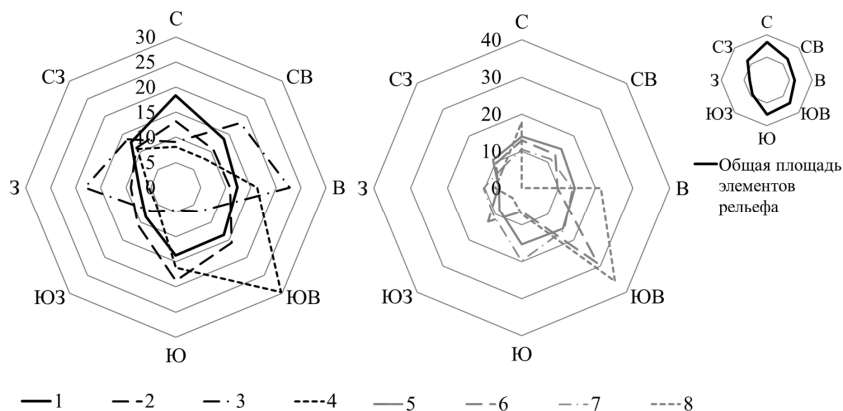 С
30
25
20
15
10
5
0
СВ
В
ЮВ
Ю
ЮЗ
З
СЗ
С
40
30
20
10
0
СВ
В
ЮВ
Ю
ЮЗ
З
СЗ
С
СВ
В
ЮВ
Ю
ЮЗ
З
СЗ
Общая площадь
элементов
рельефа
1 2 3 4 5 6 7 8